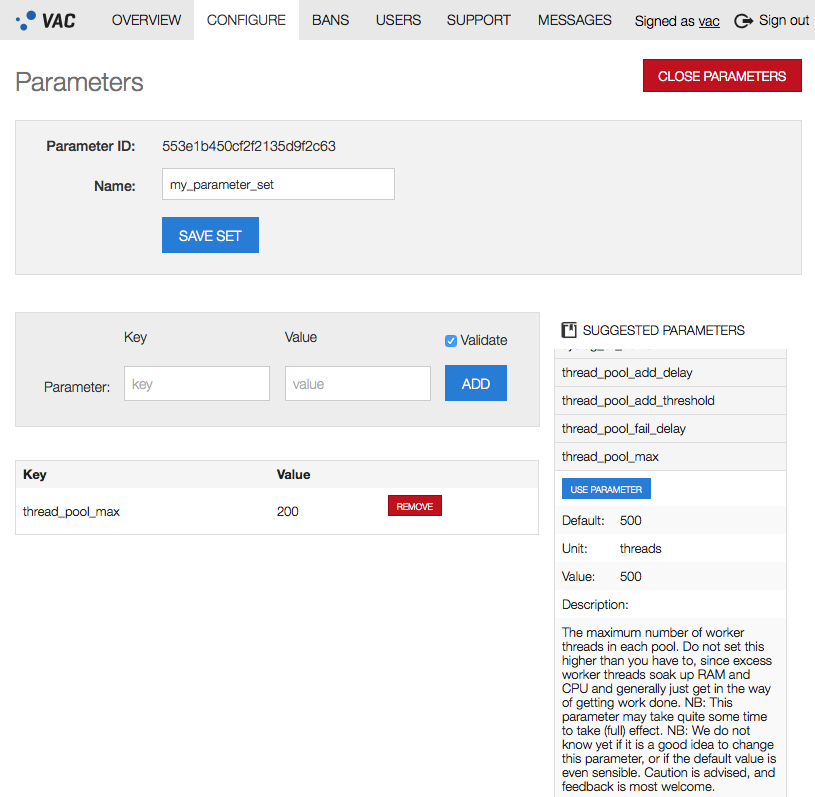 VAC OVERVIEW CONFIGURE BANS USERS SUPPORT MESSAGES Signed as vac Sign out
Parameters
CLOSE PARAMETERS
Parameter ID: 553e1b450cf2f2135d9f2c63
Name: my_parameter_set
SAVE SET
Key Value Validate
Parameter: key value ADD
Key Value
thread_pool_max 200 REMOVE
SUGGESTED PARAMETERS
thread_pool_add_delay
thread_pool_add_threshold
thread_pool_fail_delay
thread_pool_max
USE PARAMETER
Default: 500
Unit: threads
Value: 500
Description:
The maximum number of worker
threads in each pool. Do not set this
higher than you have to, since excess
worker threads soak up RAM and
CPU and generally just get in the way
of getting work done. NB: This
parameter may take quite some time
to take (full) effect. NB: We do not
know yet if it is a good idea to change
this parameter, or if the default value is
even sensible. Caution is advised, and
feedback is most welcome.